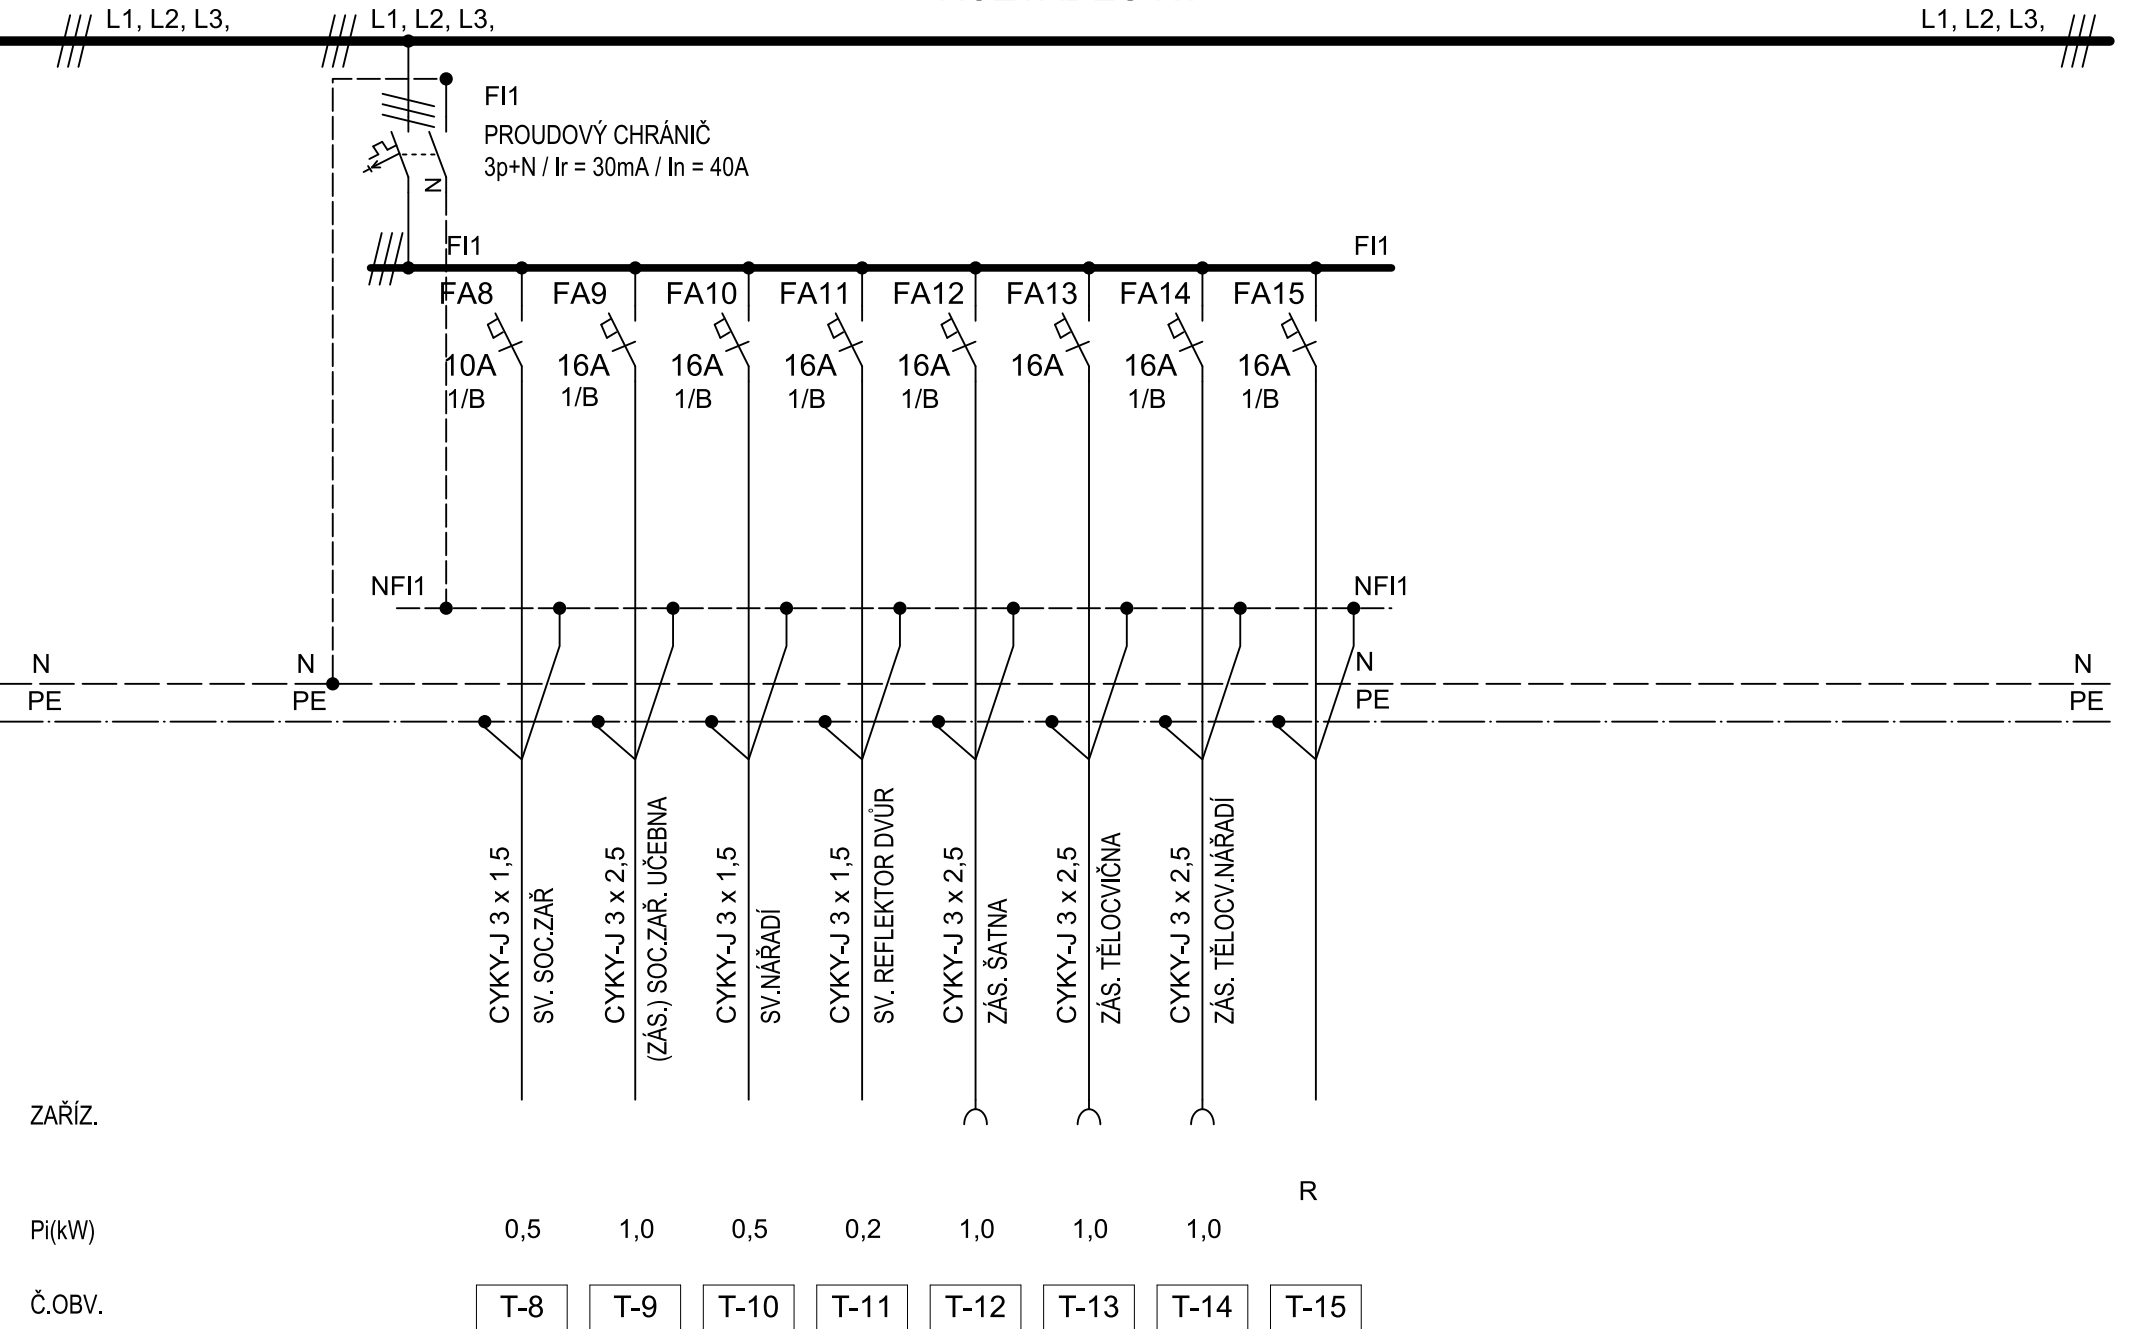 L1, L2, L3,
L1, L2, L3,
L1, L2, L3,
FI1
PROUDOVÝ CHRÁNIČ
3p+N / Ir = 30mA / In = 40A
N
FI1
FI1
FA8
FA9
FA10
FA11
FA12
FA13
FA14
FA15
10A
16A
16A
16A
16A
16A
16A
16A
1/B
1/B
1/B
1/B
1/B
1/B
1/B
NFI1
NFI1
N
N
N
N
PE
PE
PE
PE
CYKY-J 3 x 1,5
SV. SOC.ZAŘ
CYKY-J 3 x 2,5
(ZÁS.) SOC.ZAŘ. UČEBNA
CYKY-J 3 x 1,5
SV.NÁŘADÍ
CYKY-J 3 x 1,5
SV. REFLEKTOR DVŮR
CYKY-J 3 x 2,5
ZÁS. ŠATNA
CYKY-J 3 x 2,5
ZÁS. TĚLOCVIČNA
CYKY-J 3 x 2,5
ZÁS. TĚLOCV.NÁŘADÍ
ZAŘÍZ.
R
Pi(kW)
0,5
1,0
0,5
0,2
1,0
1,0
1,0
Č.OBV.
T-8
T-9
T-10
T-11
T-12
T-13
T-14
T-15